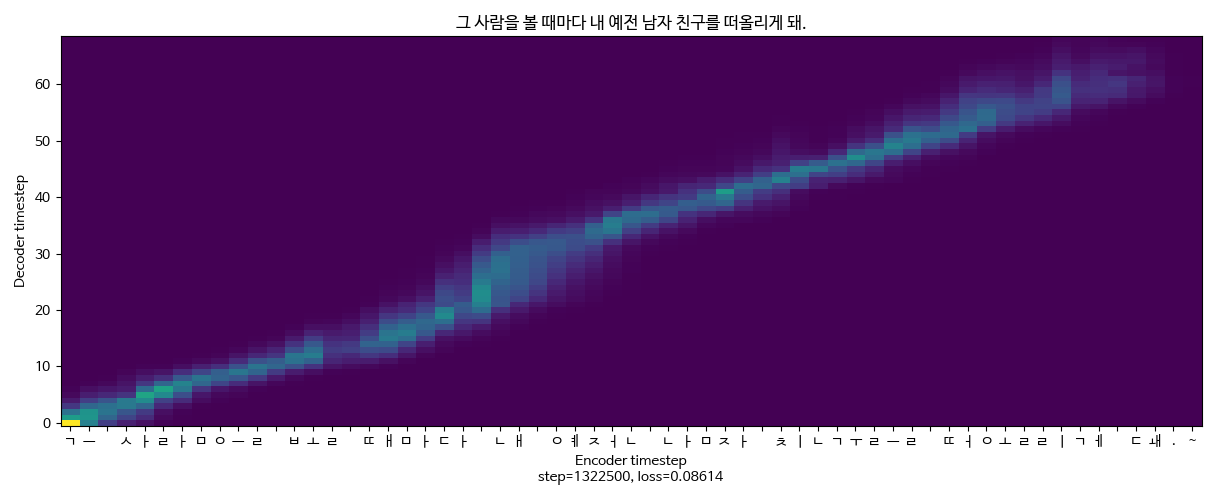 그 사람을 볼 때마다 내 예전 남자 친구를 떠올리게 돼.
Decoder timestep
60
50
40
30
20
10
0
ㄱ ㅡ ㅅ ㅏ ㄹ ㅏ ㅁ ㅇ ㅡ ㄹ ㅂ ㅗ ㄹ ㄸ ㅐ ㅁ ㅏ ㄷ ㅏ ㄴ ㅐ ㅇ ㅖ ㅈ ㅓ ㄴ ㄴ ㅏ ㅁ ㅈ ㅏ ㅊ ㅣ ㄴ ㄱ ㅜ ㄹ ㅡ ㄹ ㄸ ㅓ ㅇ ㅗ ㄹ ㄹ ㅣ ㄱ ㅔ ㄷ ㅙ . ~
Encoder timestep
step=1322500, loss=0.08614